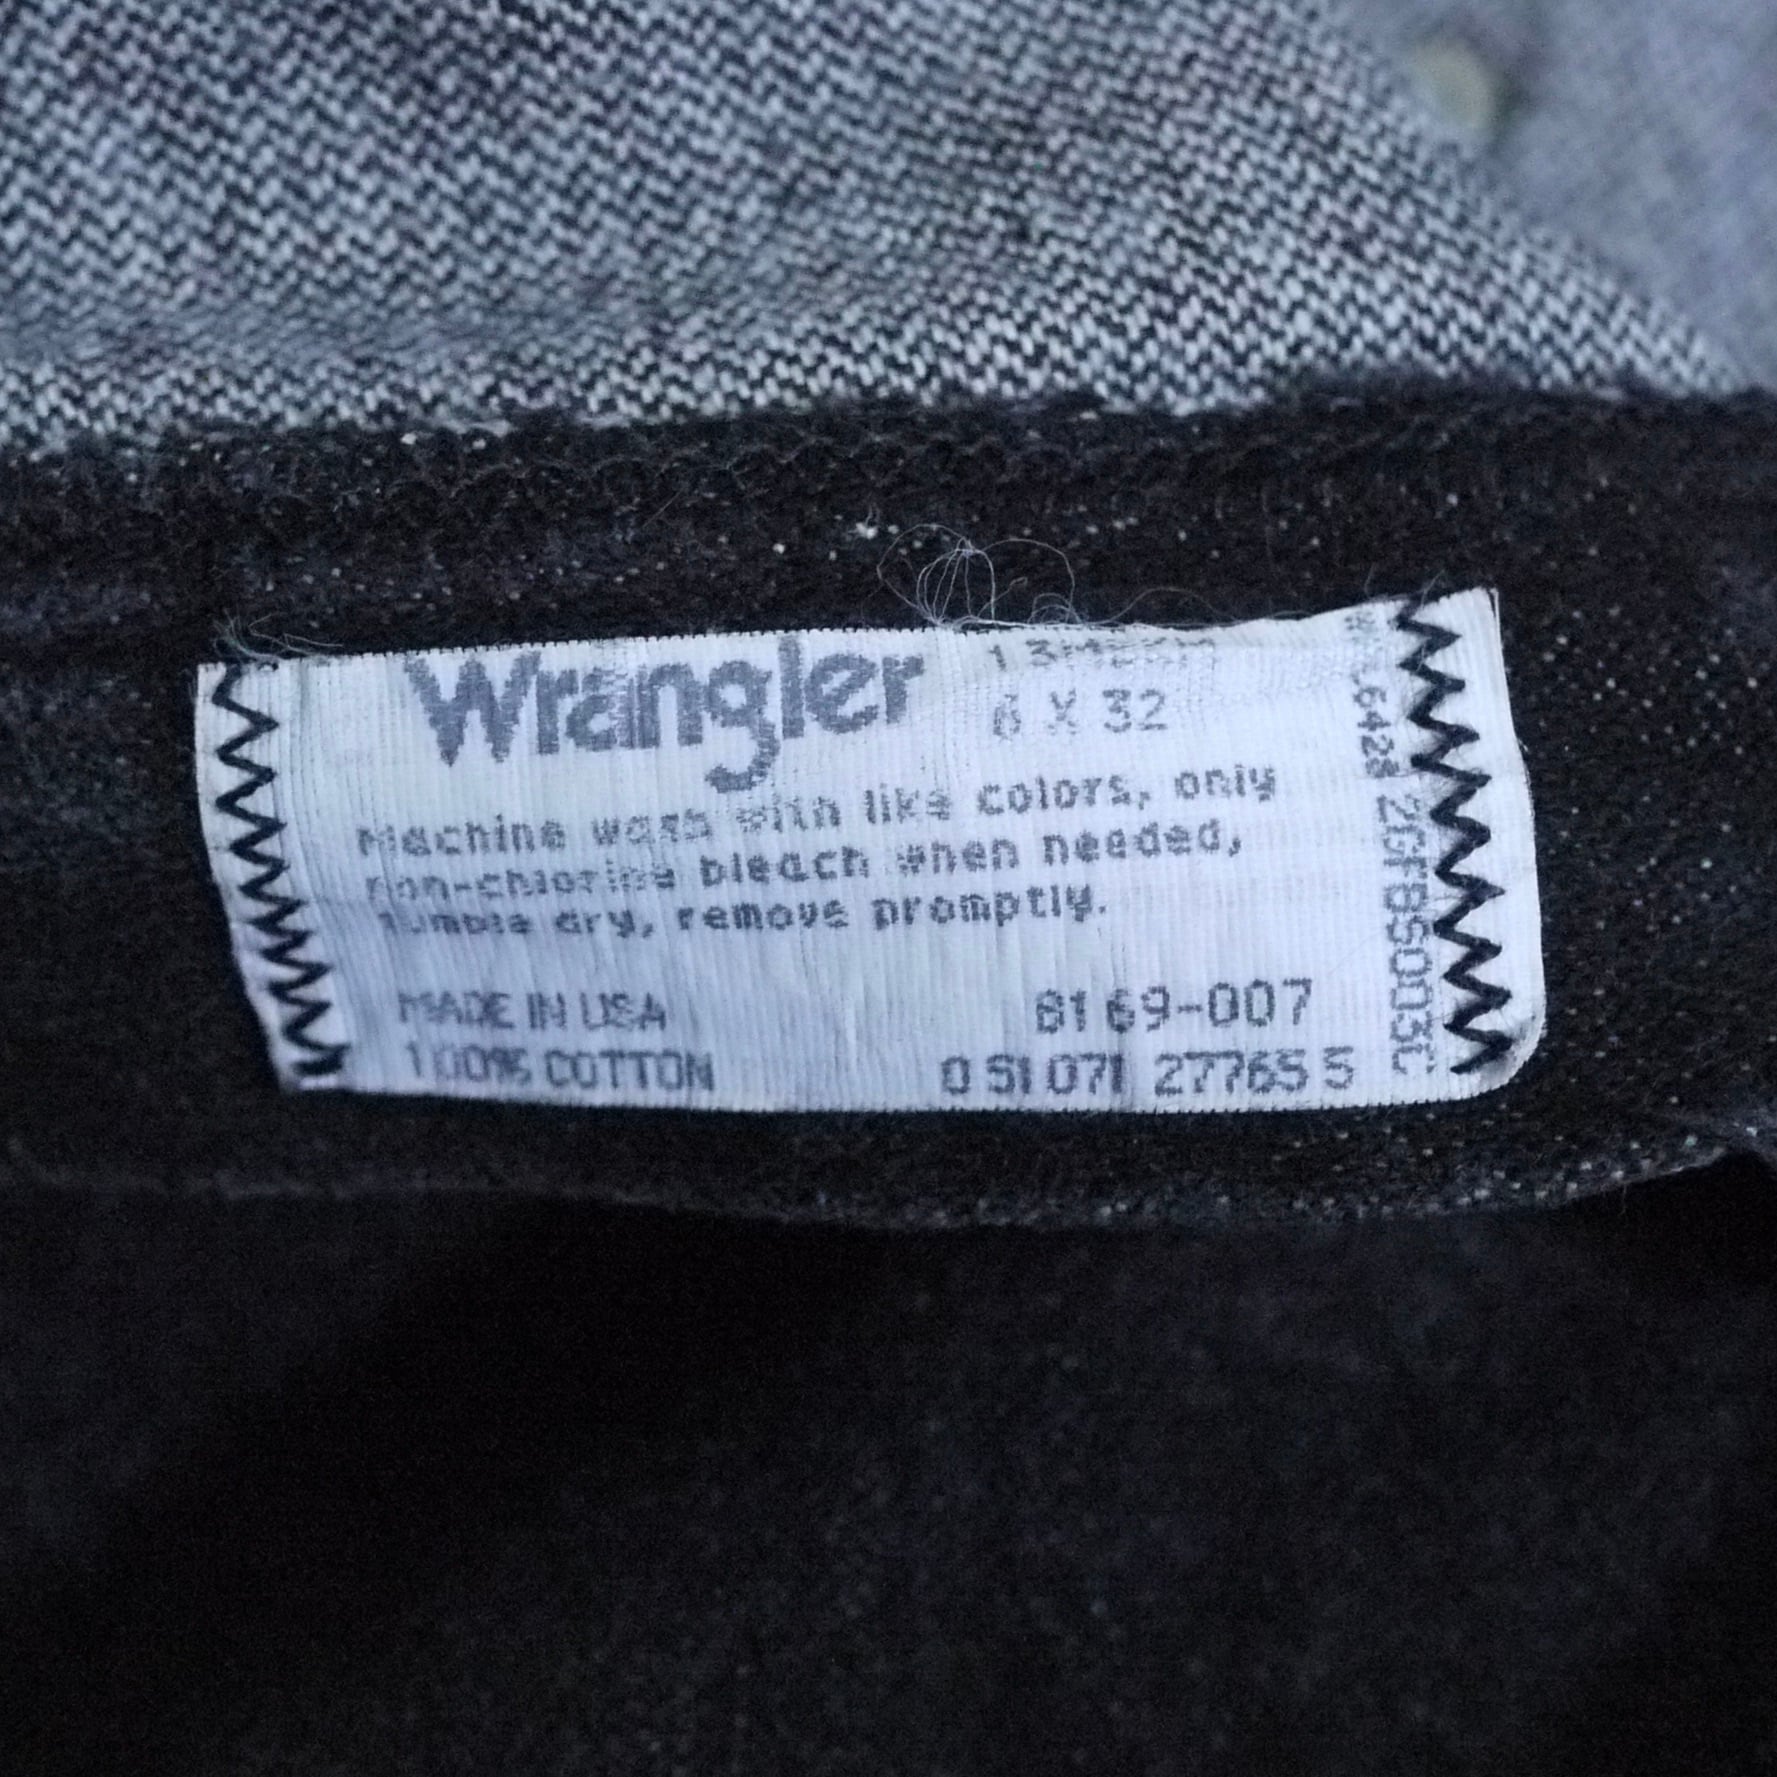 Wrangler
6 X 32
Machine wash with like colors, only
non-chlorine bleach when needed,
tumble dry, remove promptly.
MADE IN USA
8169-007
100% COTTON
0 51071 27765 5